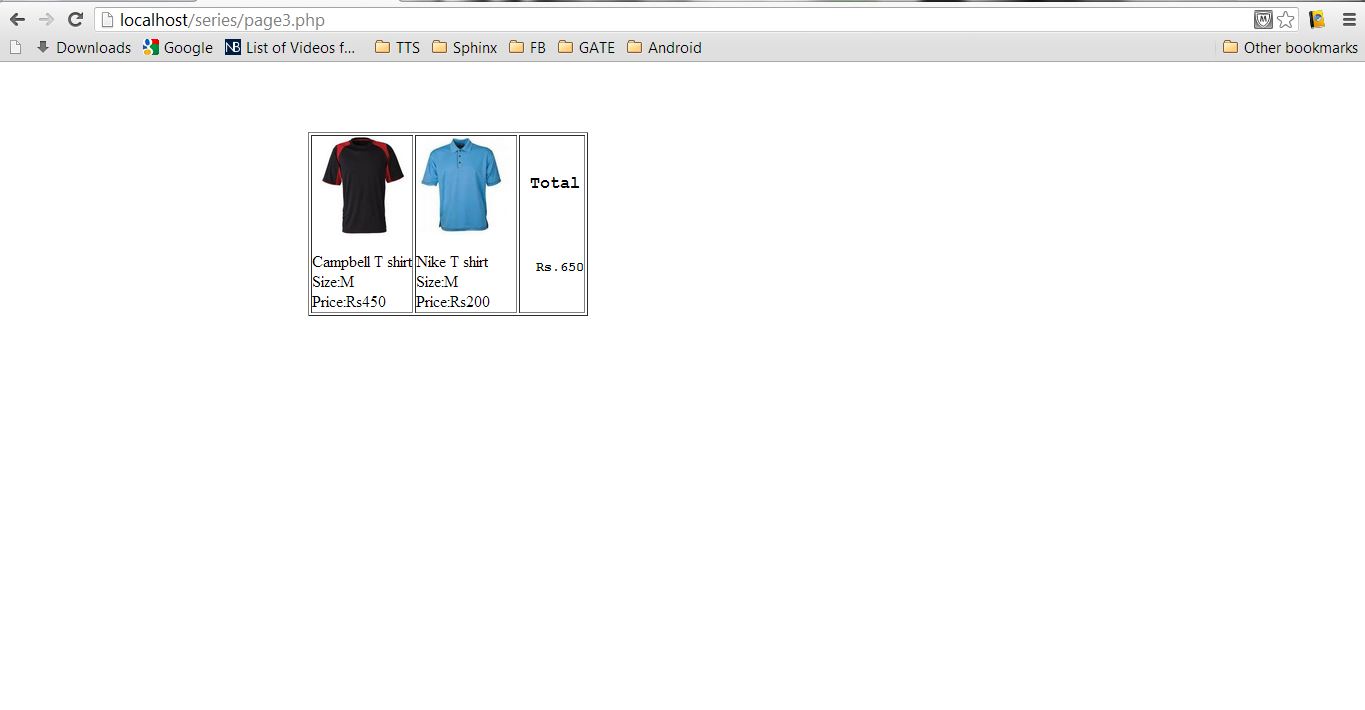 localhost/series/page3.php
Downloads Google NB List of Videos f... TTS Sphinx FB GATE Android Other bookmarks
Campbell T shirt
Size:M
Price:Rs450
Nike T shirt
Size:M
Price:Rs200
Total
Rs.650